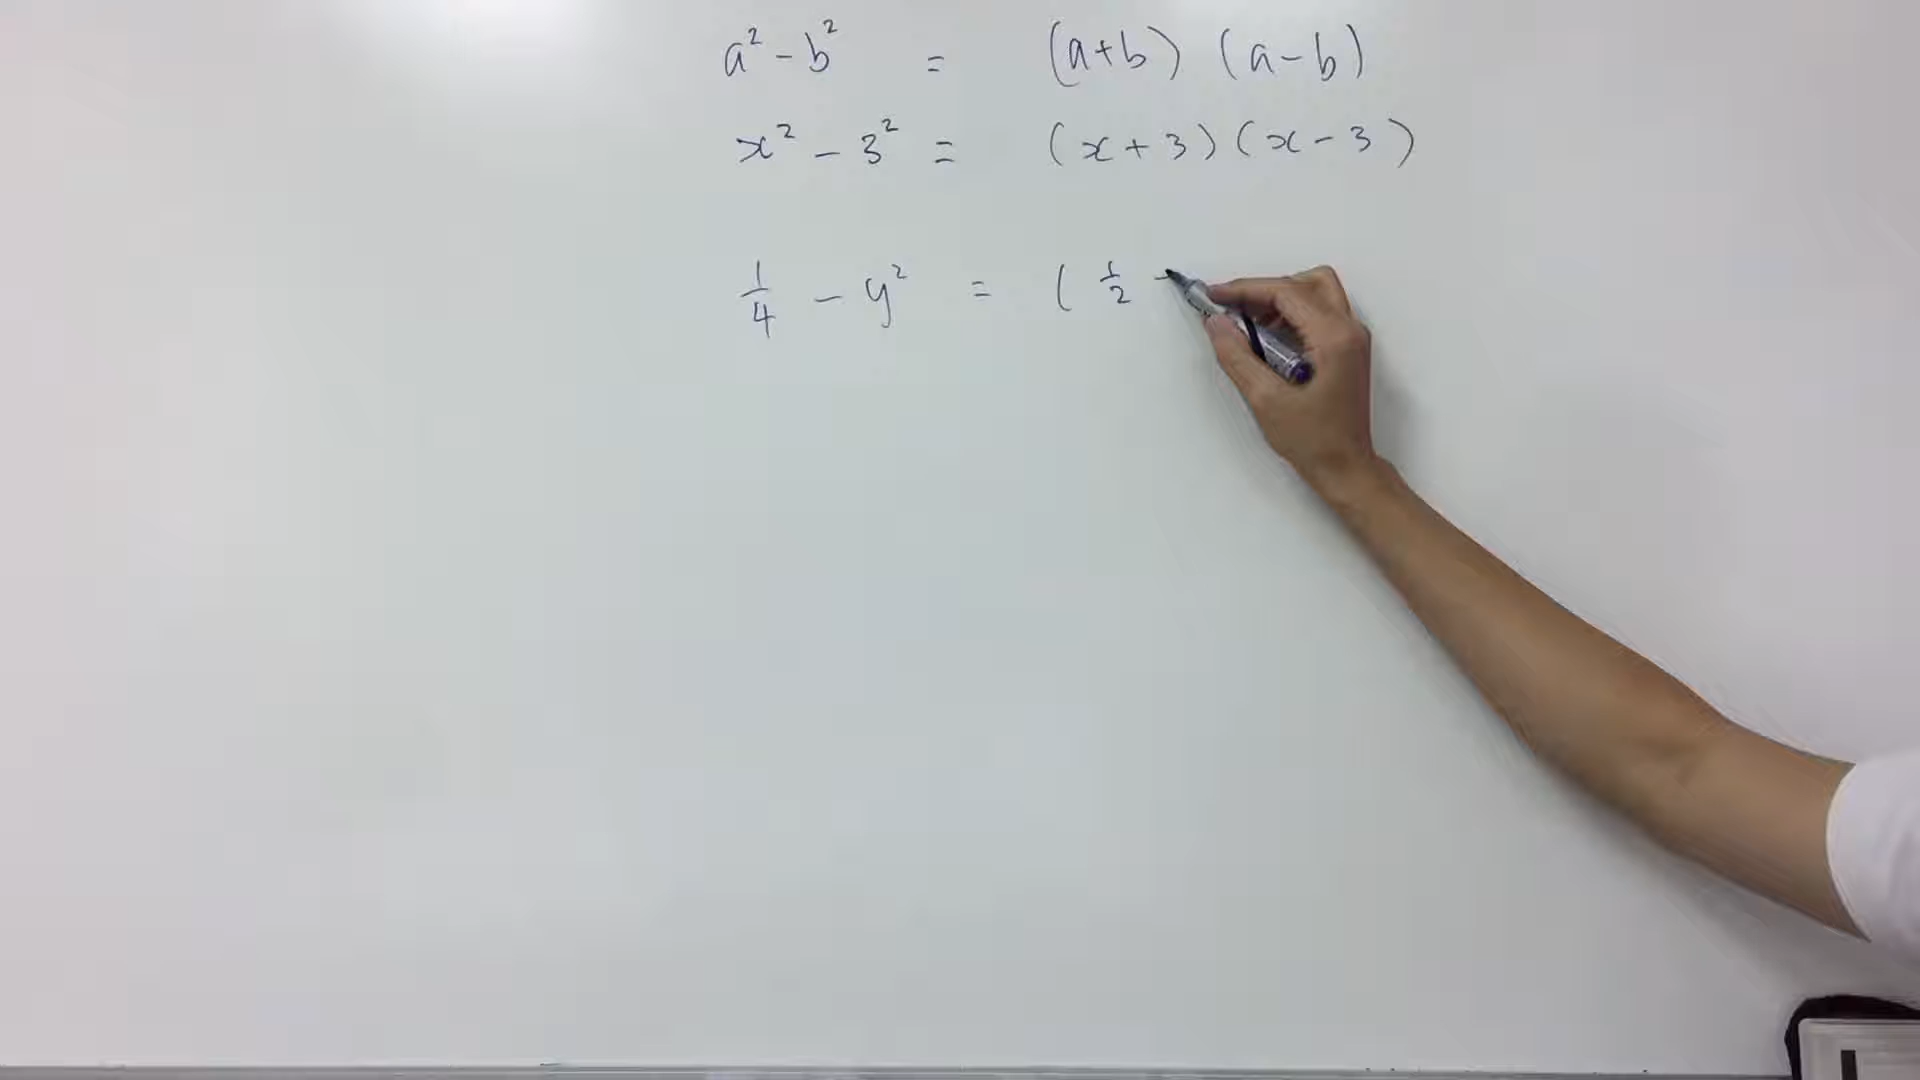 a² - b² = (a+b) (a-b)
x² - 3² = (x+3)(x-3)
1/4 - y² = ( 1/2 -